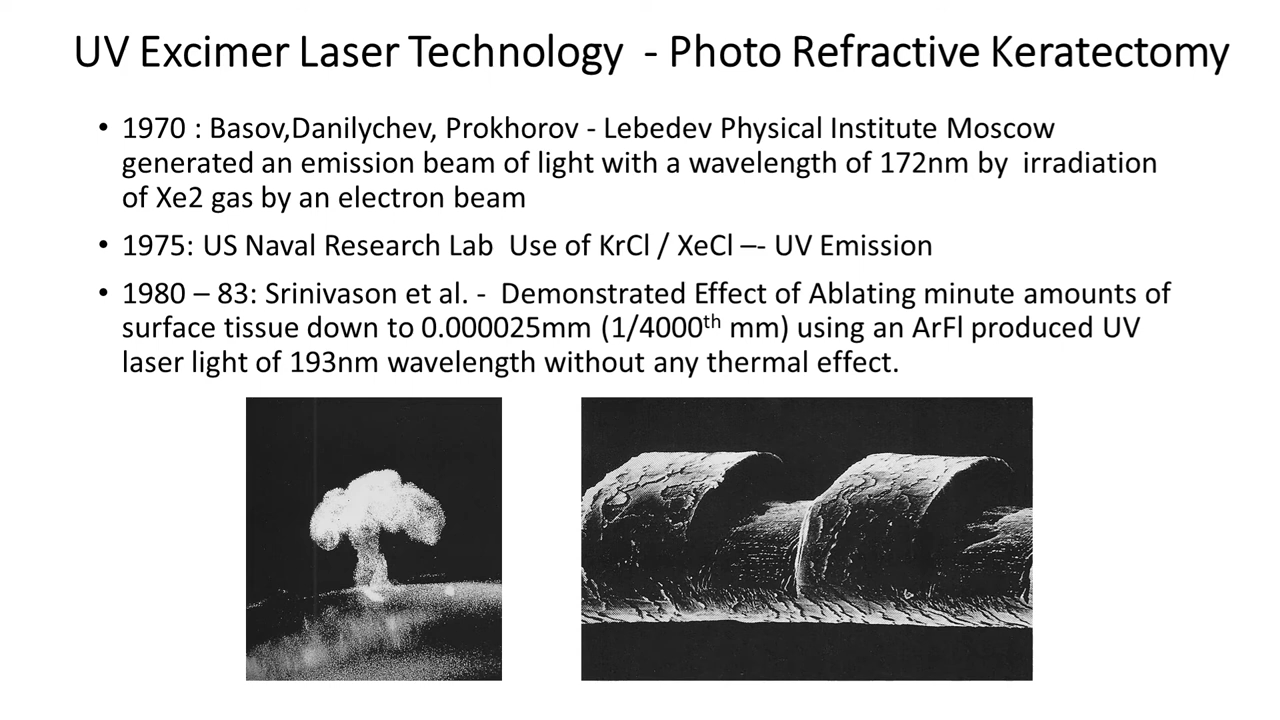 UV Excimer Laser Technology  - Photo Refractive Keratectomy
• 1970 : Basov,Danilychev, Prokhorov - Lebedev Physical Institute Moscow
generated an emission beam of light with a wavelength of 172nm by  irradiation
of Xe2 gas by an electron beam
• 1975: US Naval Research Lab  Use of KrCl / XeCl –- UV Emission
• 1980 – 83: Srinivason et al. -  Demonstrated Effect of Ablating minute amounts of
surface tissue down to 0.000025mm (1/4000th mm) using an ArFl produced UV
laser light of 193nm wavelength without any thermal effect.